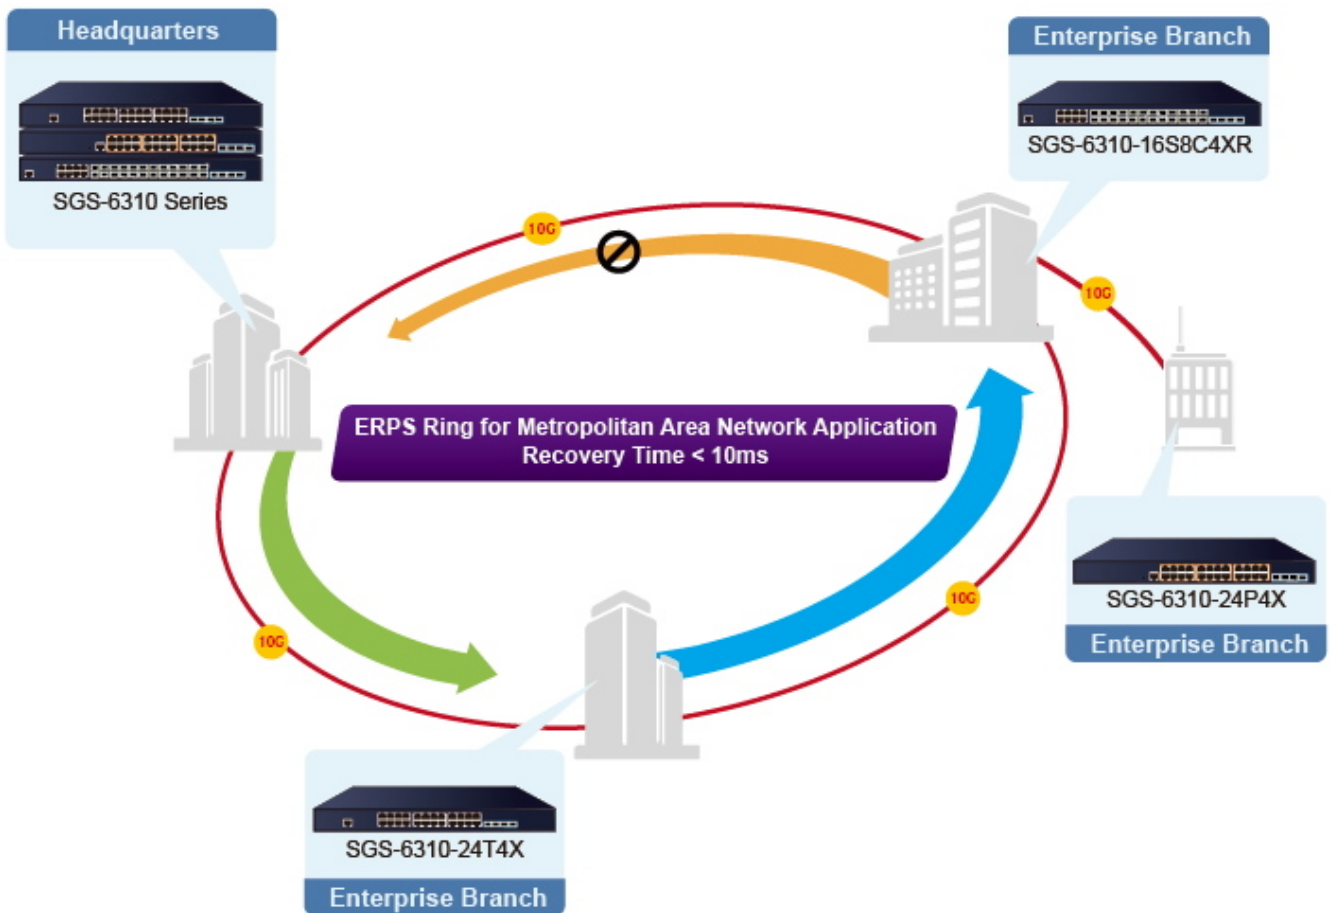 Headquarters
SGS-6310 Series
Enterprise Branch
SGS-6310-16S8C4XR
10G
10G
ERPS Ring for Metropolitan Area Network Application
Recovery Time < 10ms
SGS-6310-24P4X
Enterprise Branch
10G
10G
SGS-6310-24T4X
Enterprise Branch